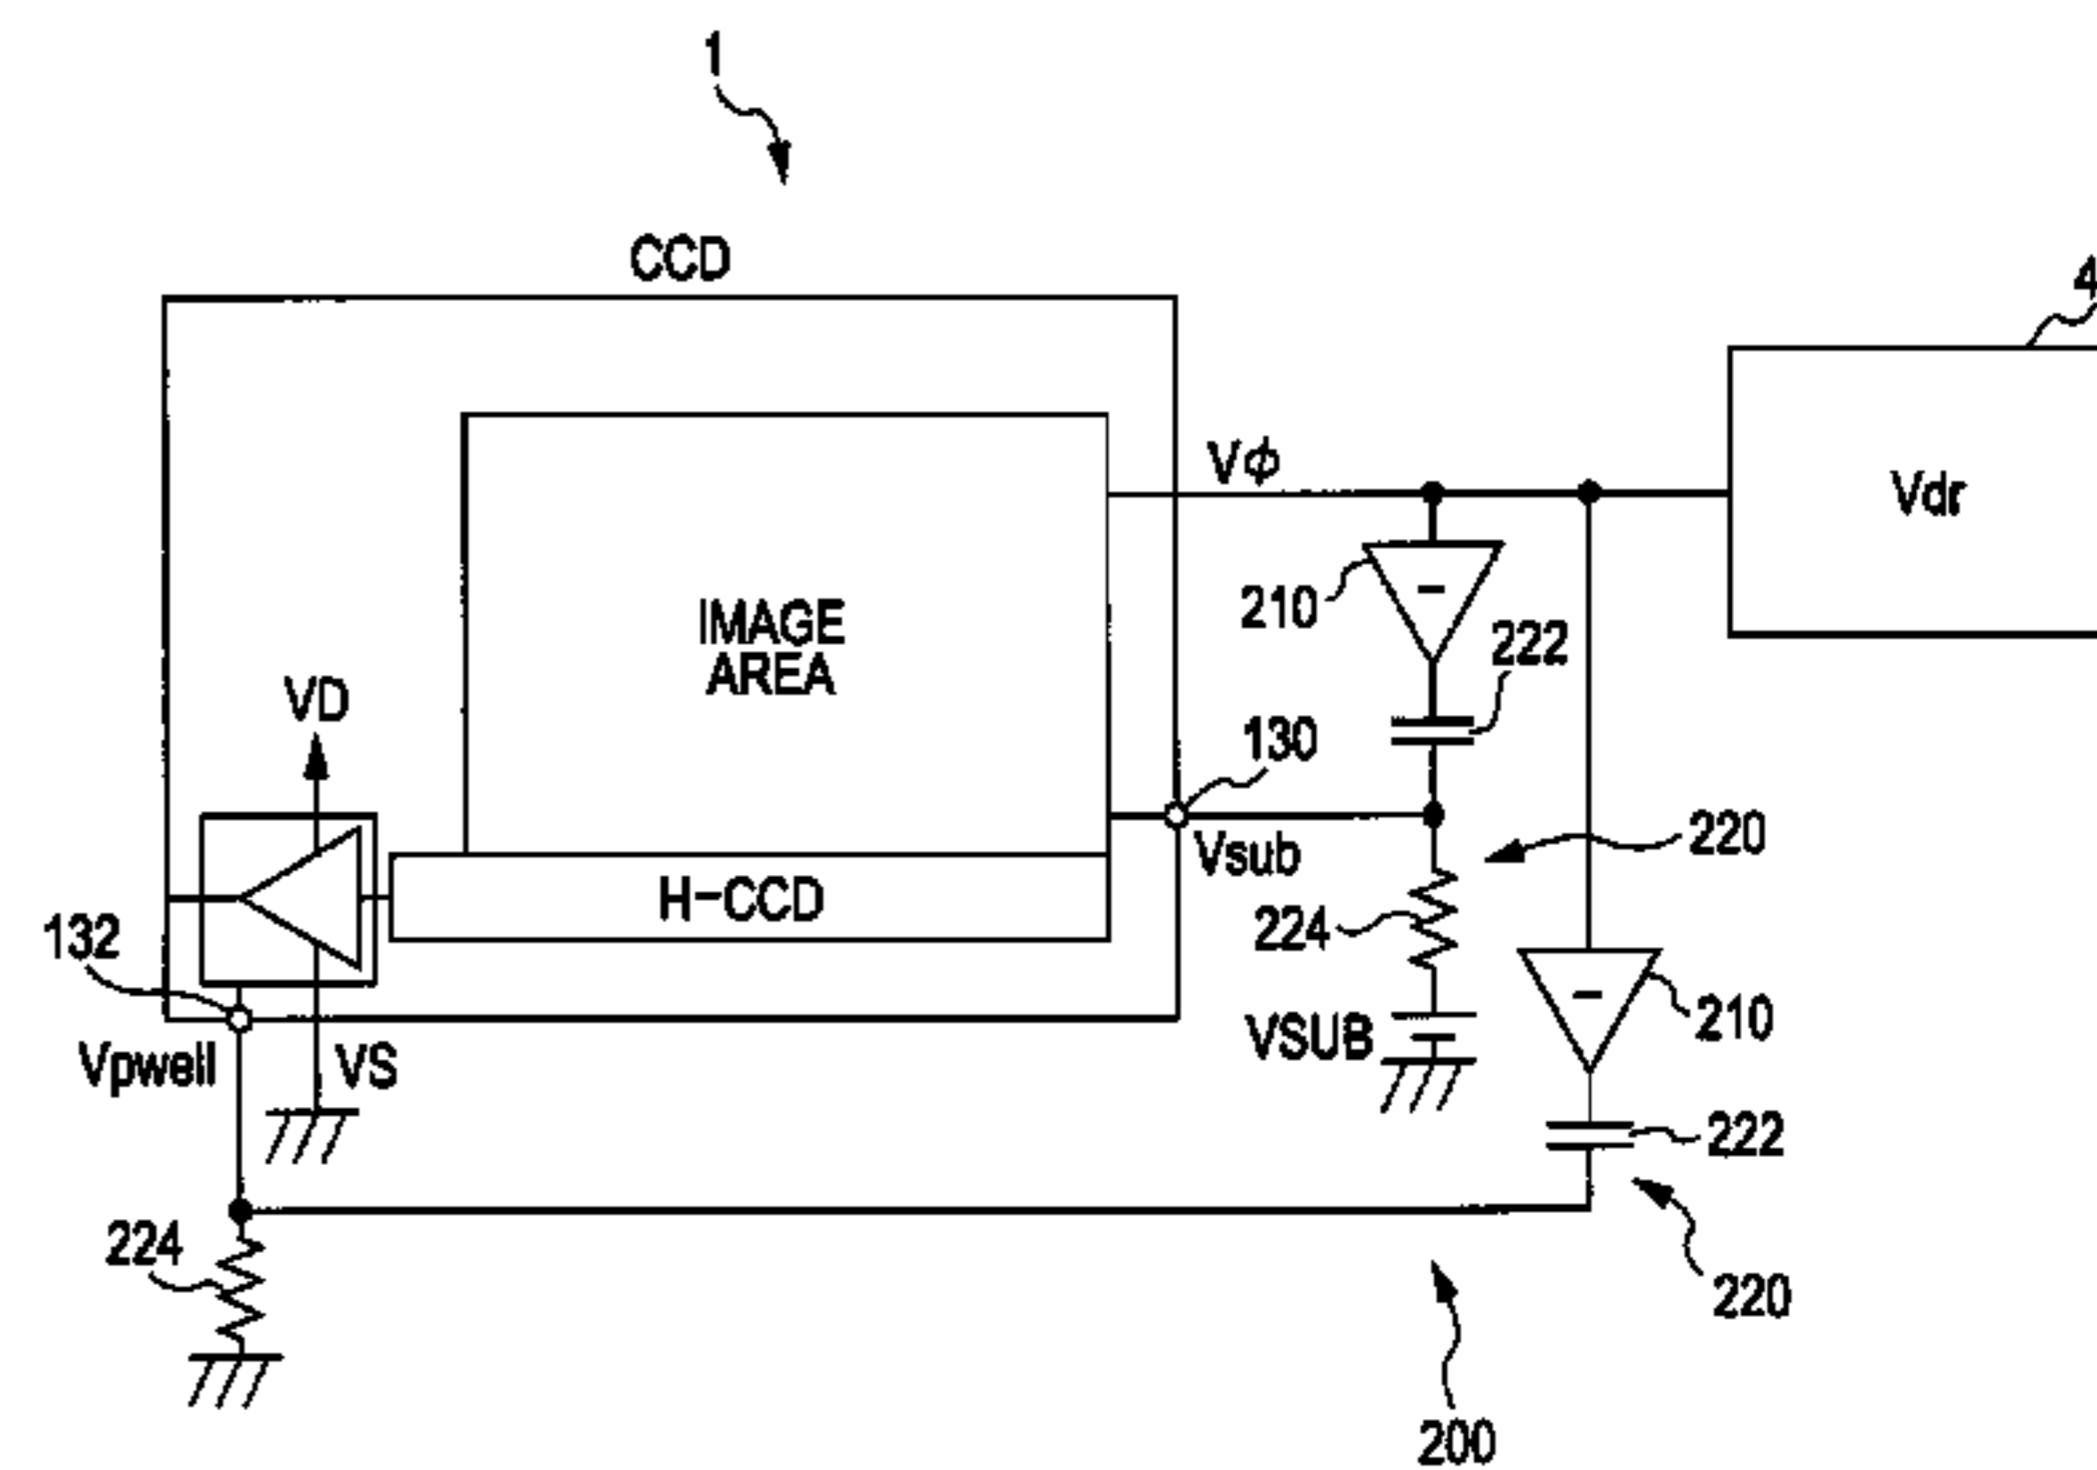 1
CCD
4
Vϕ
Vdr
210
IMAGE
AREA
222
VD
130
220
Vsub
H-CCD
224
132
210
VSUB
Vpwell
VS
222
224
220
200